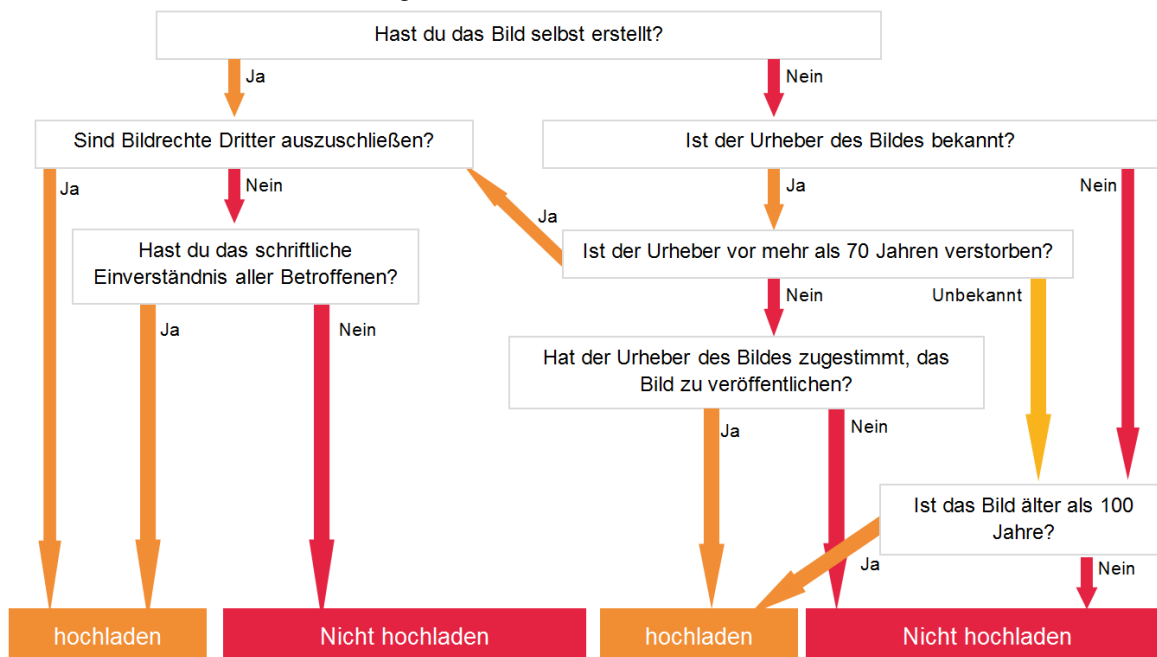 Hast du das Bild selbst erstellt?
Ja
Nein
Sind Bildrechte Dritter auszuschließen?
Ist der Urheber des Bildes bekannt?
Ja
Nein
Ja
Nein
Ja
Hast du das schriftliche
Einverständnis aller Betroffenen?
Ist der Urheber vor mehr als 70 Jahren verstorben?
Nein
Unbekannt
Ja
Nein
Hat der Urheber des Bildes zugestimmt, das
Bild zu veröffentlichen?
Ja
Nein
Ist das Bild älter als 100
Jahre?
Ja
Nein
hochladen
Nicht hochladen
hochladen
Nicht hochladen